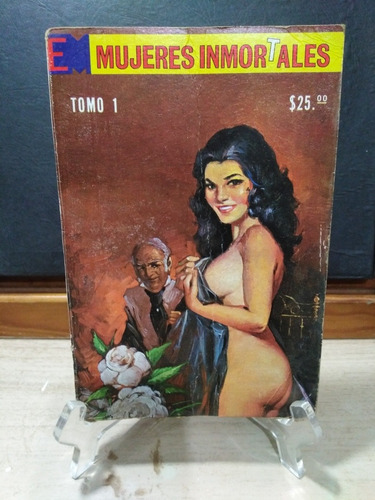 EM MUJERES INMORTALES
TOMO 1
$25.00